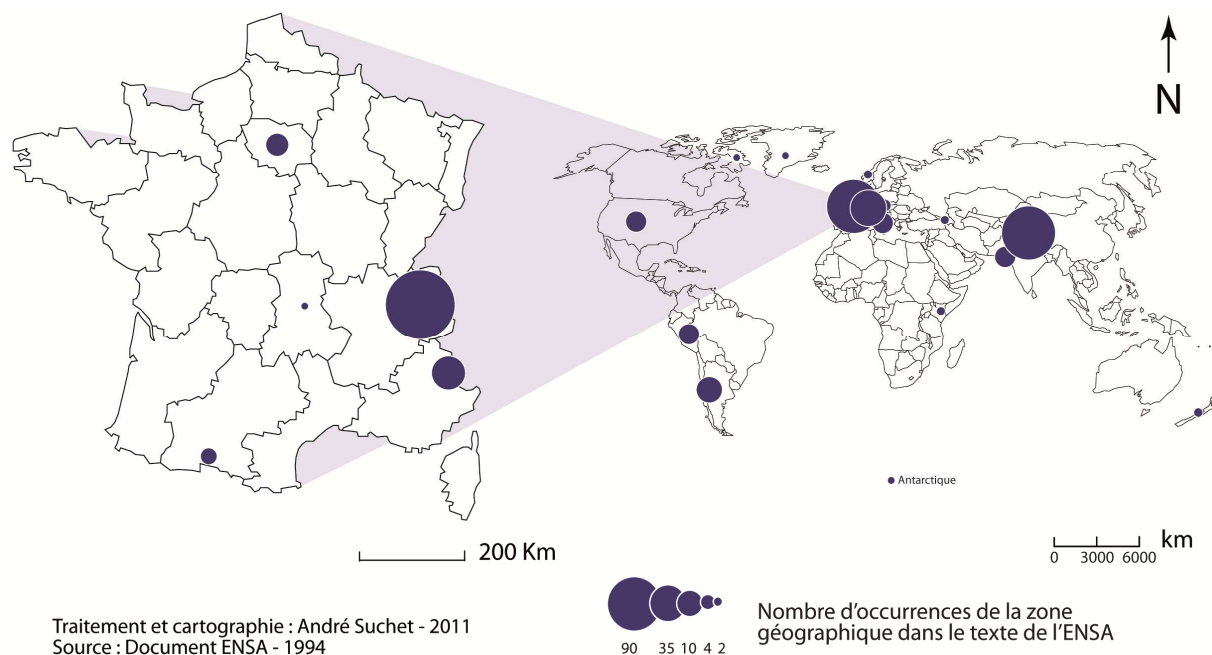 N
Antarctique
200 Km
km
0 3000 6000
Nombre d’occurrences de la zone
géographique dans le texte de l’ENSA
90 35 10 4 2
Traitement et cartographie : André Suchet - 2011
Source : Document ENSA - 1994